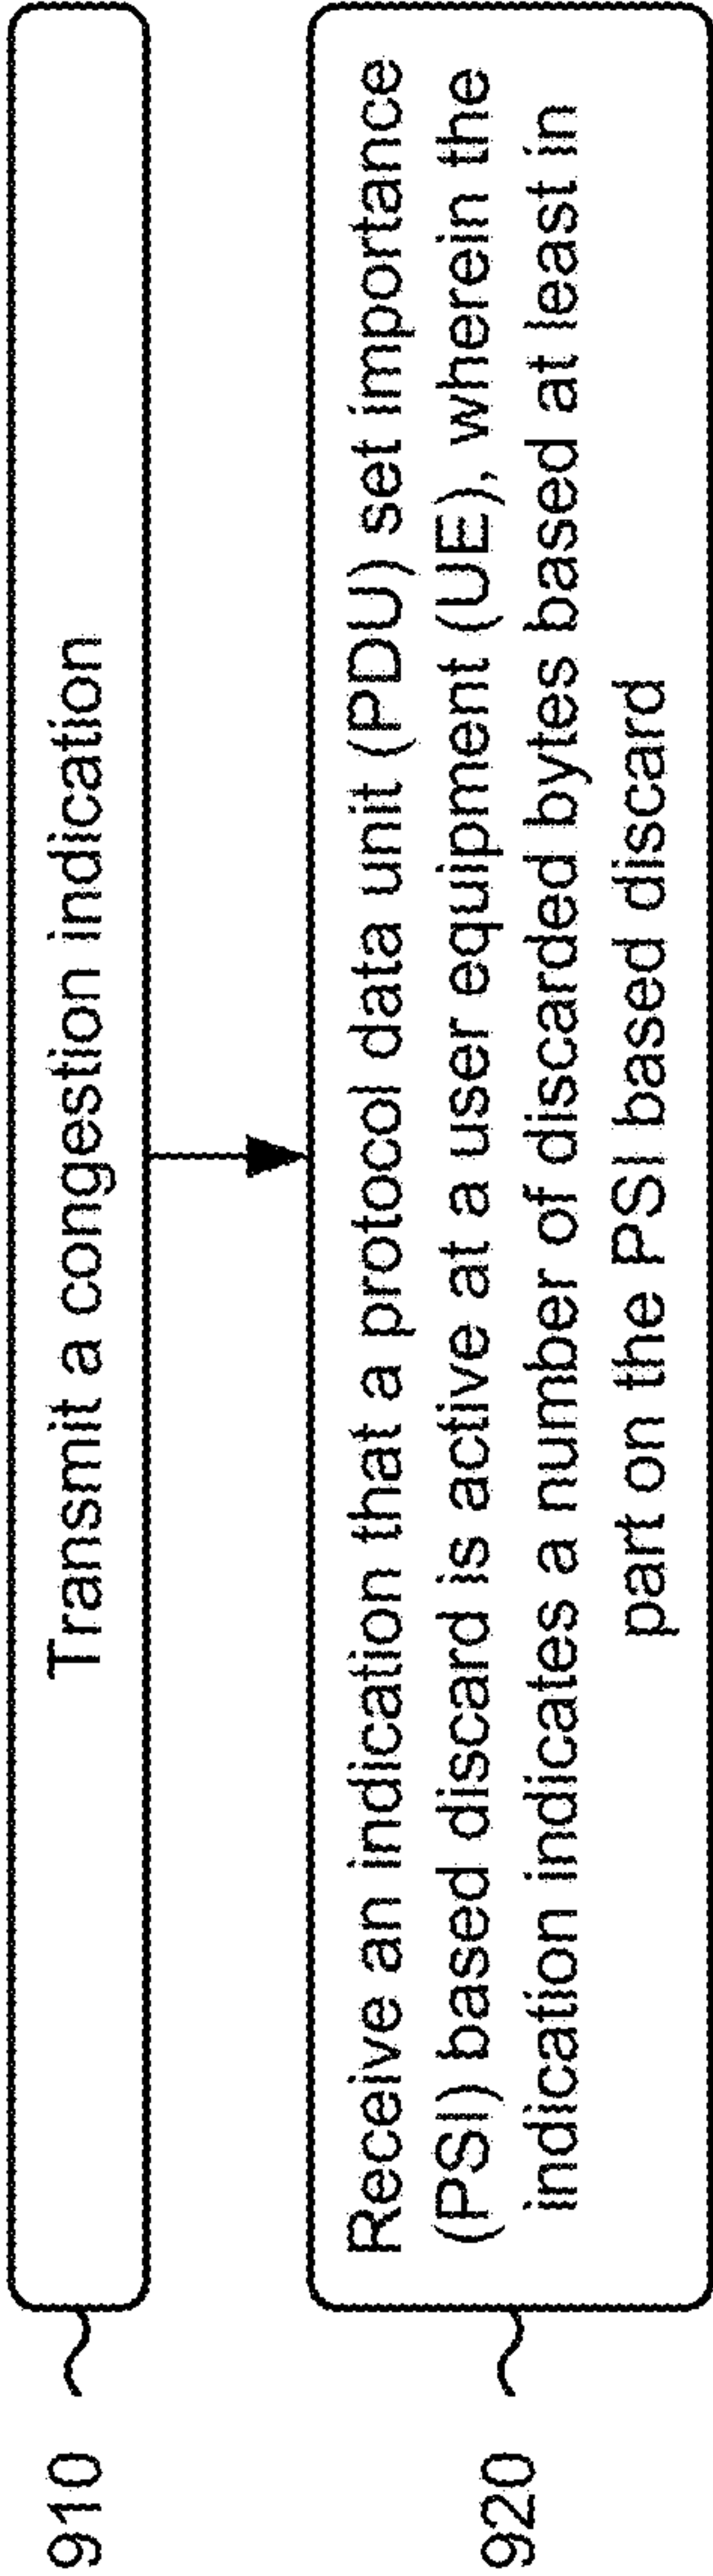 910
Transmit a congestion indication
920
Receive an indication that a protocol data unit (PDU) set importance
(PSI) based discard is active at a user equipment (UE), wherein the
indication indicates a number of discarded bytes based at least in
part on the PSI based discard